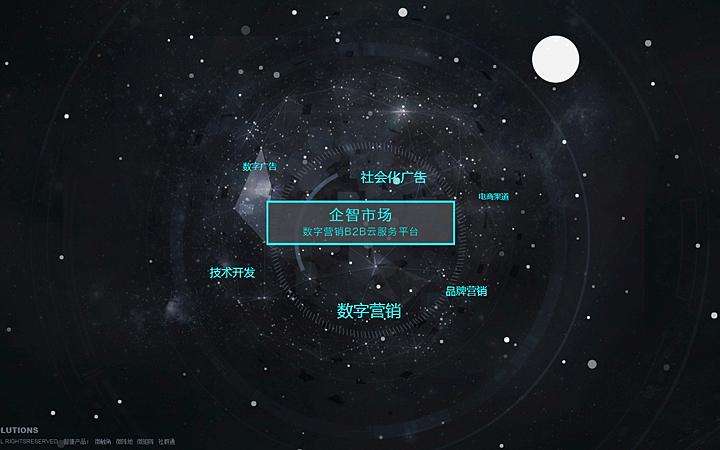 数字广告
社会化广告
电商渠道
企智市场
数字营销B2B云服务平台
技术开发
品牌营销
数字营销
LUTIONS
L RIGHTSRESERVED